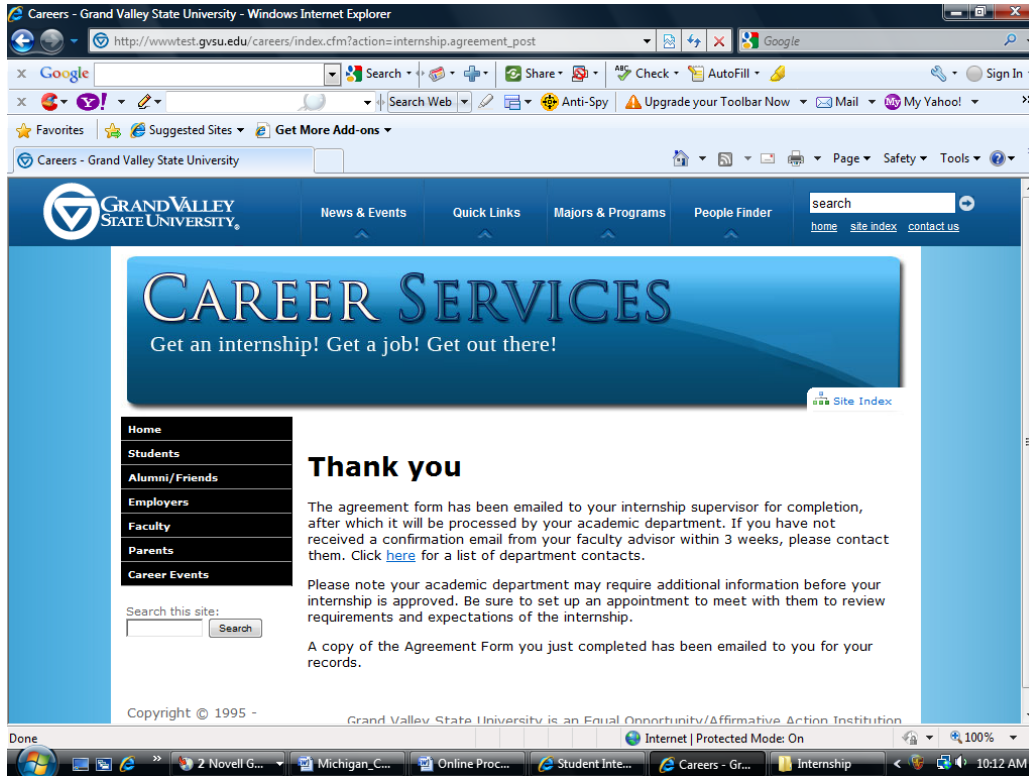 Careers - Grand Valley State University - Windows Internet Explorer
http://wwwtest.gvsu.edu/careers/index.cfm?action=internship.agreement_post
Google
x Google Search Share Check AutoFill Sign In
x Y! Search Web Anti-Spy Upgrade your Toolbar Now Mail My Yahoo!
Favorites Suggested Sites Get More Add-ons
Careers - Grand Valley State University Page Safety Tools
GRAND VALLEY
STATE UNIVERSITY®
News & Events Quick Links Majors & Programs People Finder
search
home site index contact us
CAREER SERVICES
Get an internship! Get a job! Get out there!
Site Index
Home
Students
Alumni/Friends
Employers
Faculty
Parents
Career Events
Search this site:
Search
Thank you
The agreement form has been emailed to your internship supervisor for completion,
after which it will be processed by your academic department. If you have not
received a confirmation email from your faculty advisor within 3 weeks, please contact
them. Click here for a list of department contacts.
Please note your academic department may require additional information before your
internship is approved. Be sure to set up an appointment to meet with them to review
requirements and expectations of the internship.
A copy of the Agreement Form you just completed has been emailed to you for your
records.
Copyright © 1995 -
Grand Valley State University is an Equal Opportunity/Affirmative Action Institution
Done Internet | Protected Mode: On 100%
2 Novell G... Michigan_C... Online Proc... Student Inte... Careers - Gr... Internship 10:12 AM